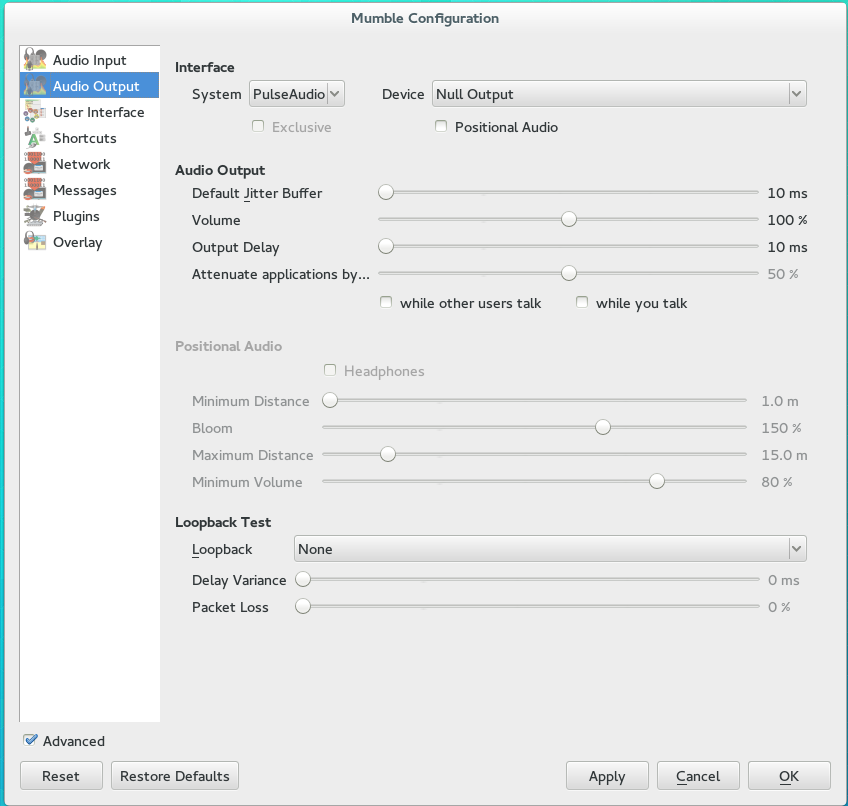 Mumble Configuration
Audio Input
Audio Output
User Interface
Shortcuts
Network
Messages
Plugins
Overlay
Interface
System PulseAudio Device Null Output
Exclusive Positional Audio
Audio Output
Default Jitter Buffer 10 ms
Volume 100 %
Output Delay 10 ms
Attenuate applications by... 50 %
while other users talk while you talk
Positional Audio
Headphones
Minimum Distance 1.0 m
Bloom 150 %
Maximum Distance 15.0 m
Minimum Volume 80 %
Loopback Test
Loopback None
Delay Variance 0 ms
Packet Loss 0 %
Advanced
Reset Restore Defaults Apply Cancel OK